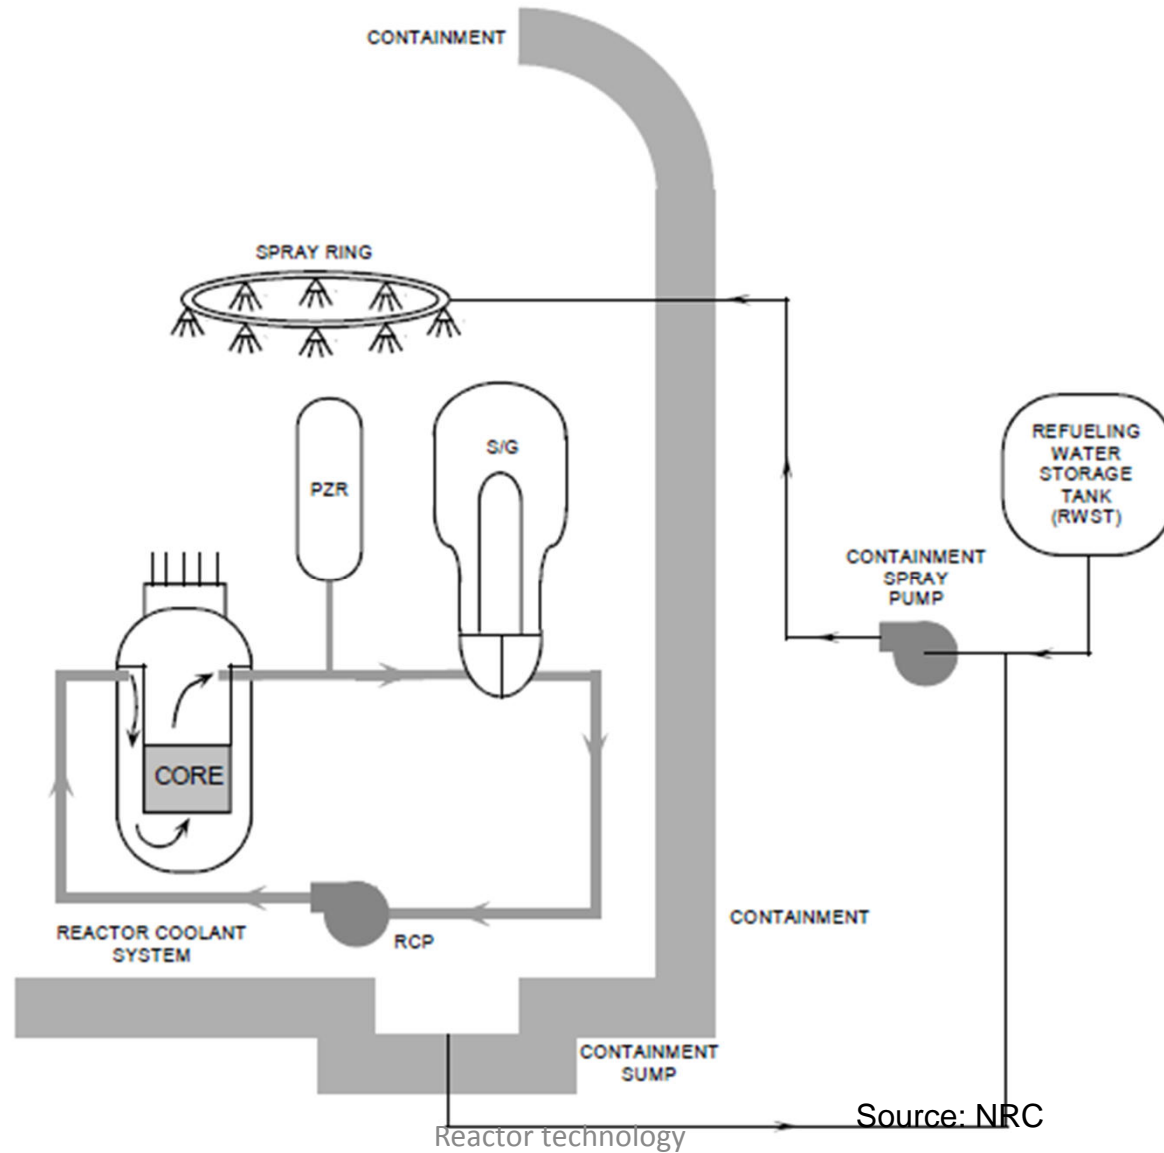 CONTAINMENT
SPRAY RING
S/G
PZR
REFUELING
WATER
STORAGE
TANK
(RWST)
CONTAINMENT
SPRAY
PUMP
CORE
CONTAINMENT
REACTOR COOLANT
SYSTEM
RCP
CONTAINMENT
SUMP
Source: NRC
Reactor technology